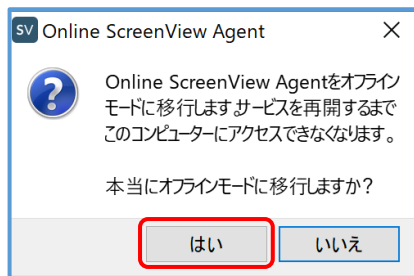 SV Online ScreenView Agent
Online ScreenView Agentをオフライン
モードに移行します。サービスを再開するまで
このコンピューターにアクセスできなくなります。
本当にオフラインモードに移行しますか？
はい
いいえ